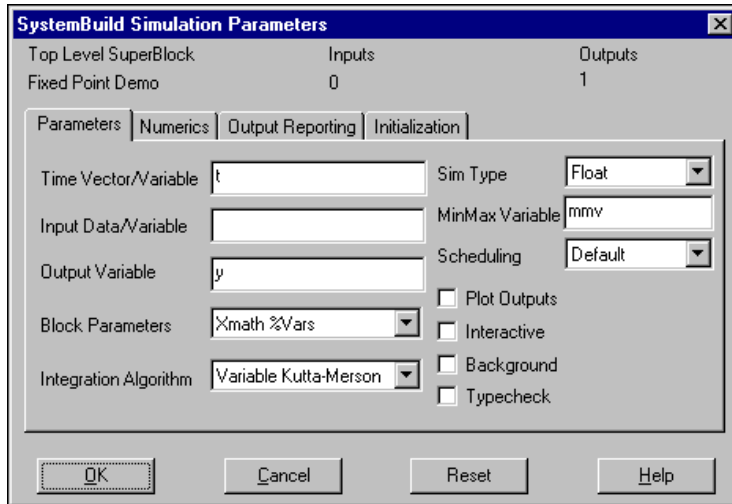 SystemBuild Simulation Parameters
Top Level SuperBlock Inputs Outputs
Fixed Point Demo 0 1
Parameters Numerics Output Reporting Initialization
Time Vector/Variable t Sim Type Float
MinMax Variable mmv
Input Data/Variable
Scheduling Default
Output Variable y
Plot Outputs
Block Parameters Xmath %Vars
Interactive
Background
Integration Algorithm Variable Kutta-Merson
Typecheck
OK Cancel Reset Help